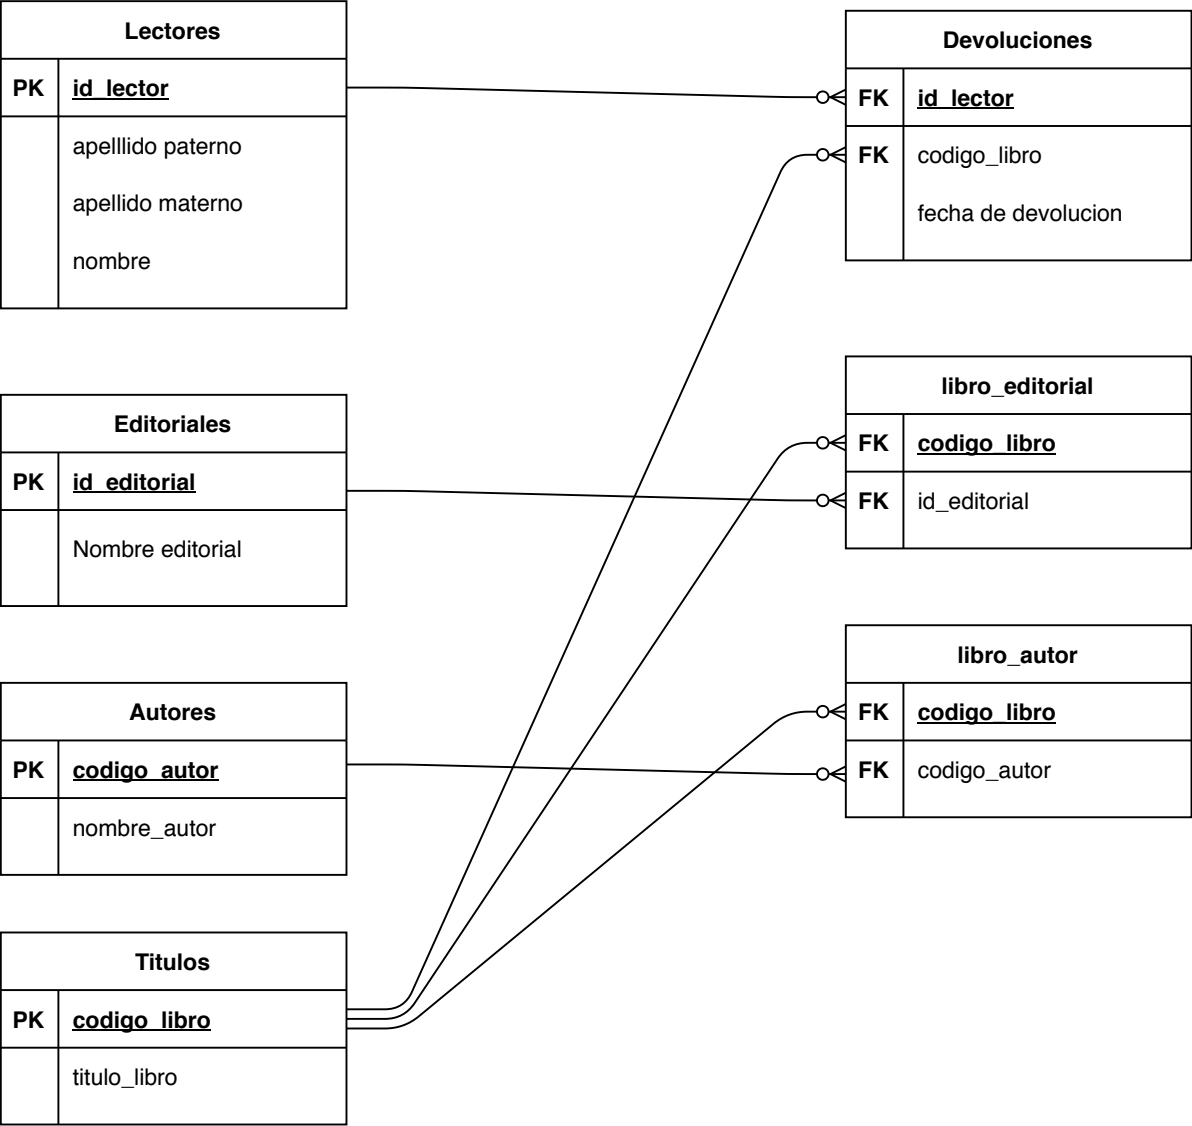 Lectores
PK id_lector
apelllido paterno
apellido materno
nombre
Devoluciones
FK id_lector
FK codigo_libro
fecha de devolucion
Editoriales
PK id_editorial
Nombre editorial
libro_editorial
FK codigo_libro
FK id_editorial
Autores
PK codigo_autor
nombre_autor
libro_autor
FK codigo_libro
FK codigo_autor
Titulos
PK codigo_libro
titulo_libro